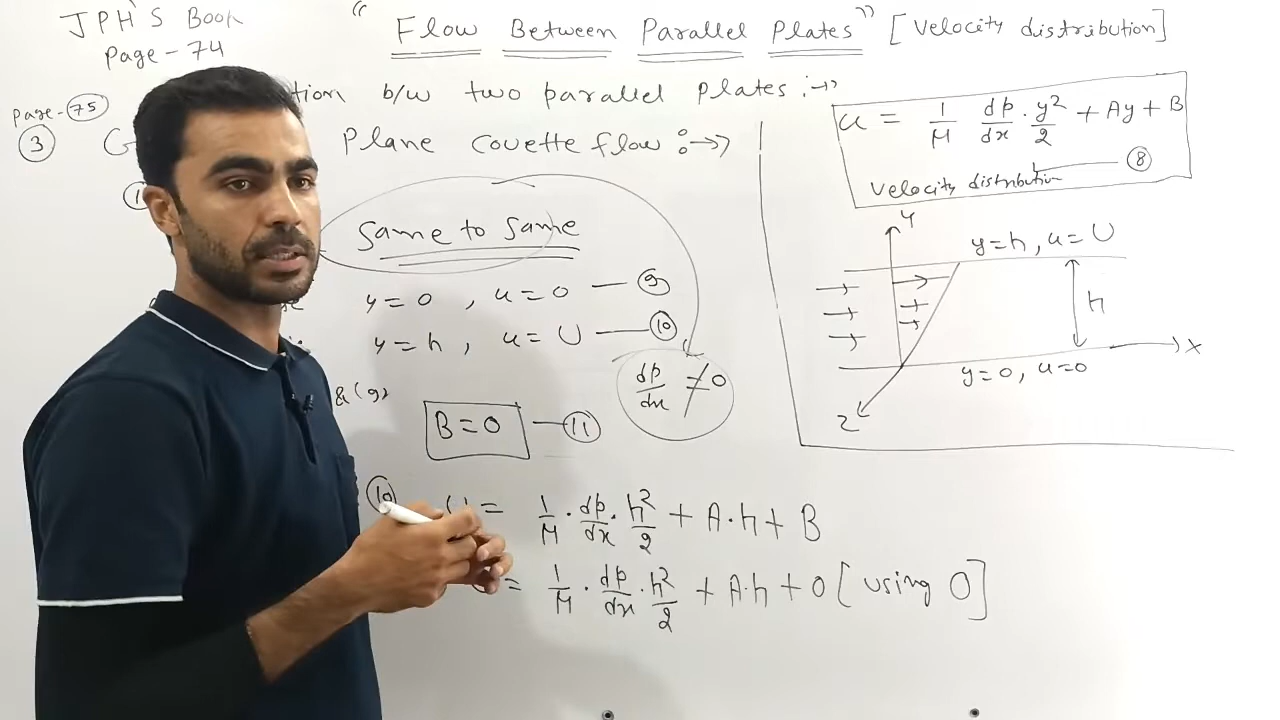 JPH'S Book
Page-74
" Flow Between Parallel Plates " [Velocity distribution]
tion b/w two parallel plates :→
Page-75
3 G Plane Couette flow :→
1
Same to Same
y=0 , u=0 — 9
y=h , u=U — 10
dp/dx ≠ 0
& (9)
B=0 — 11
10 U = 1/μ · dp/dx · h²/2 + A·h + B
= 1/μ · dp/dx · h²/2 + A·h + 0 [using 0]
u = 1/μ dp/dx · y²/2 + Ay + B
Velocity distribution — 8
Y
y=h, u=U
h
X
y=0, u=0
Z